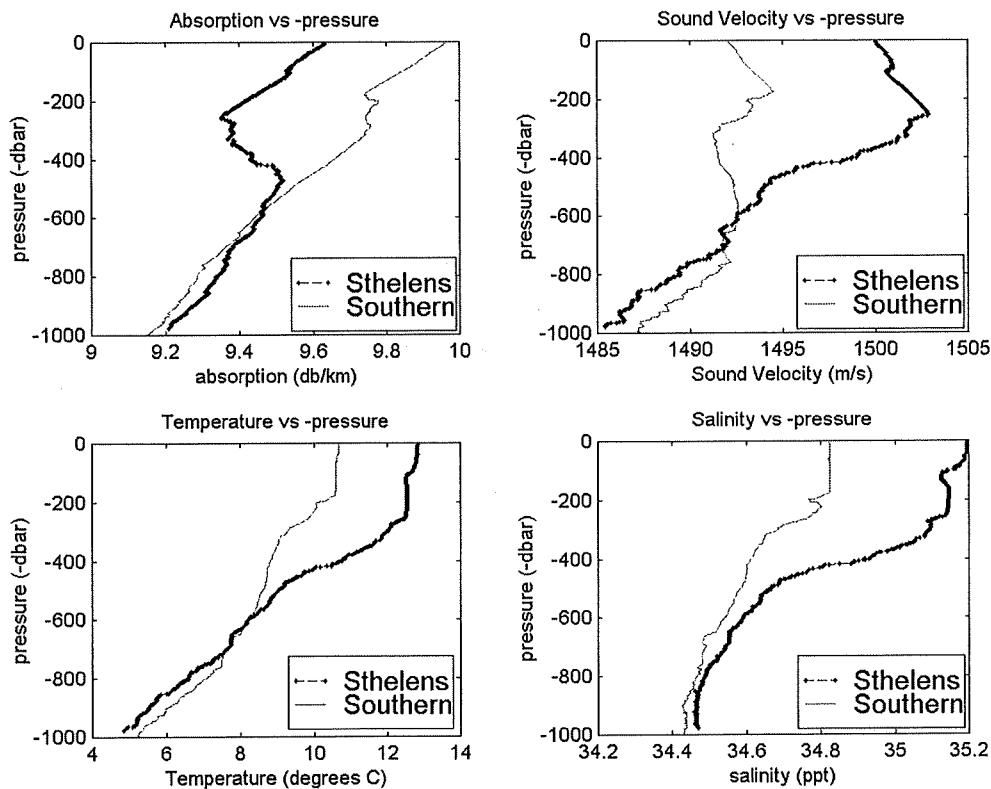 Absorption vs -pressure
0
-200
-400
-600
-800
-1000
pressure (-dbar)
Sthelens
Southern
9
9.2
9.4
9.6
9.8
10
absorption (db/km)
Sound Velocity vs -pressure
0
-200
-400
-600
-800
-1000
pressure (-dbar)
Sthelens
Southern
1485
1490
1495
1500
1505
Sound Velocity (m/s)
Temperature vs -pressure
0
-200
-400
-600
-800
-1000
pressure (-dbar)
Sthelens
Southern
4
6
8
10
12
14
Temperature (degrees C)
Salinity vs -pressure
0
-200
-400
-600
-800
-1000
pressure (-dbar)
Sthelens
Southern
34.2
34.4
34.6
34.8
35
35.2
salinity (ppt)